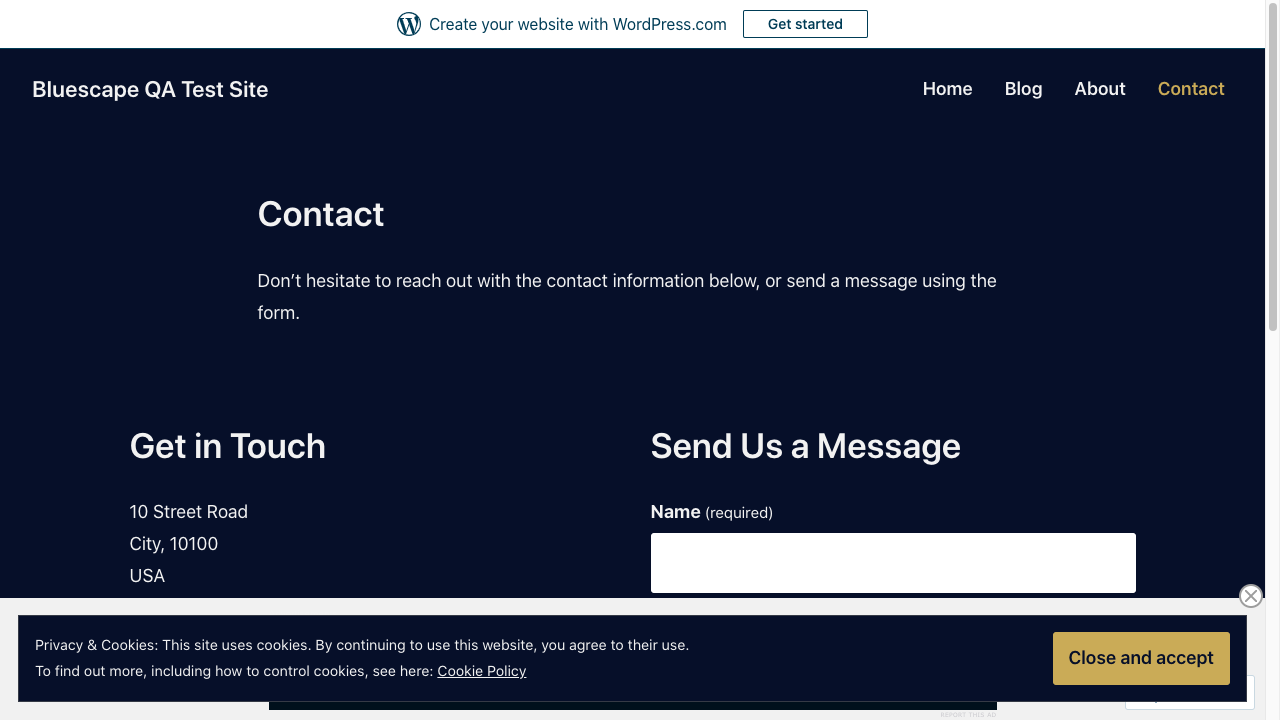 Create your website with WordPress.com
Get started
Bluescape QA Test Site
Home
Blog
About
Contact
Contact
Don’t hesitate to reach out with the contact information below, or send a message using the
form.
Get in Touch
Send Us a Message
10 Street Road
City, 10100
USA
Name (required)
Privacy & Cookies: This site uses cookies. By continuing to use this website, you agree to their use.
To find out more, including how to control cookies, see here: Cookie Policy
Close and accept
REPORT THIS AD